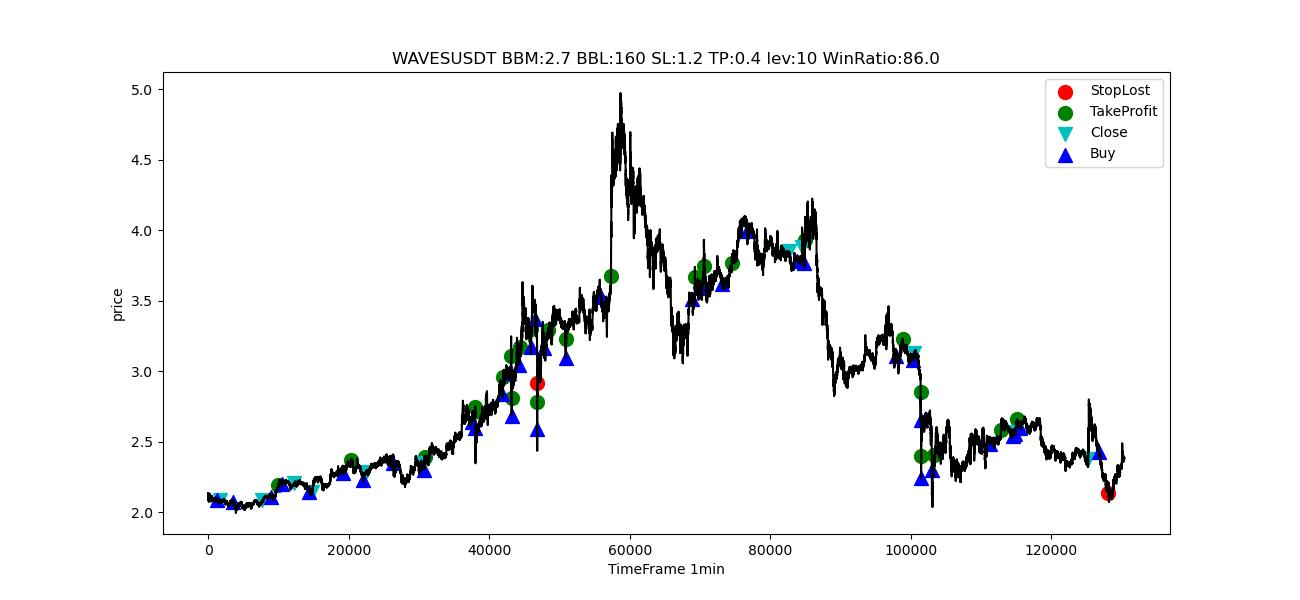 WAVESUSDT BBM:2.7 BBL:160 SL:1.2 TP:0.4 lev:10 WinRatio:86.0
StopLost
TakeProfit
Close
Buy
price
5.0
4.5
4.0
3.5
3.0
2.5
2.0
0 20000 40000 60000 80000 100000 120000
TimeFrame 1min